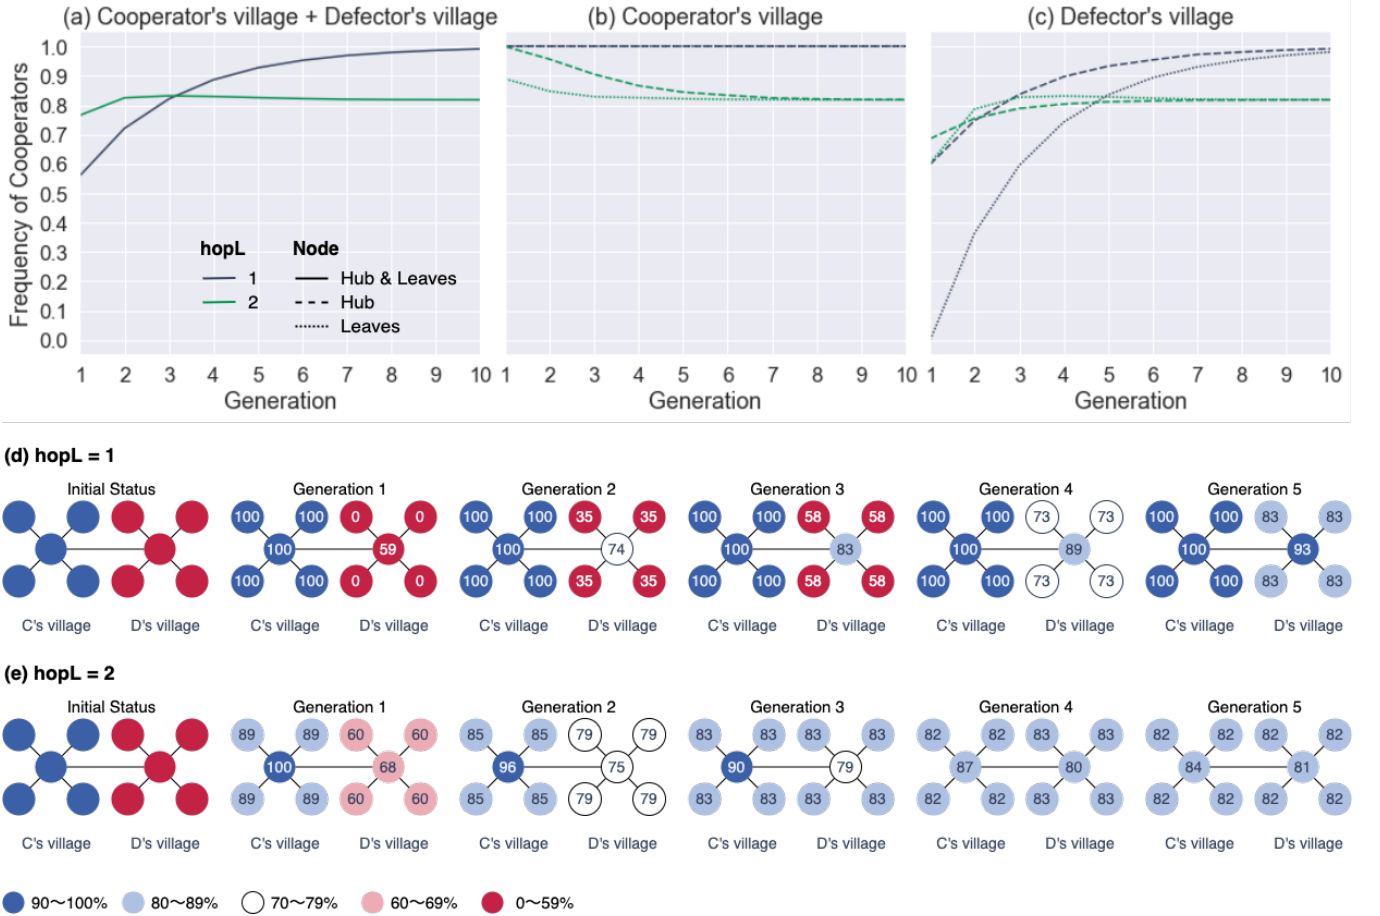 (a) Cooperator's village + Defector's village
(b) Cooperator's village
(c) Defector's village
Frequency of Cooperators
1.0
0.9
0.8
0.7
0.6
0.5
0.4
0.3
0.2
0.1
0.0
hopL Node
1 Hub & Leaves
2 Hub
Leaves
1 2 3 4 5 6 7 8 9 10
1 2 3 4 5 6 7 8 9 10
1 2 3 4 5 6 7 8 9 10
Generation
Generation
Generation
(d) hopL = 1
Initial Status Generation 1 Generation 2 Generation 3 Generation 4 Generation 5
100 100 0 0 100 100 35 35 100 100 58 58 100 100 73 73 100 100 83 83
100 59 100 74 100 83 100 89 100 93
100 100 0 0 100 100 35 35 100 100 58 58 100 100 73 73 100 100 83 83
C's village D's village C's village D's village C's village D's village C's village D's village C's village D's village C's village D's village
(e) hopL = 2
Initial Status Generation 1 Generation 2 Generation 3 Generation 4 Generation 5
89 89 60 60 85 85 79 79 83 83 83 83 82 82 83 83 82 82 82 82
100 68 96 75 90 79 87 80 84 81
89 89 60 60 85 85 79 79 83 83 83 83 82 82 83 83 82 82 82 82
C's village D's village C's village D's village C's village D's village C's village D's village C's village D's village C's village D's village
90～100% 80～89% 70～79% 60～69% 0～59%